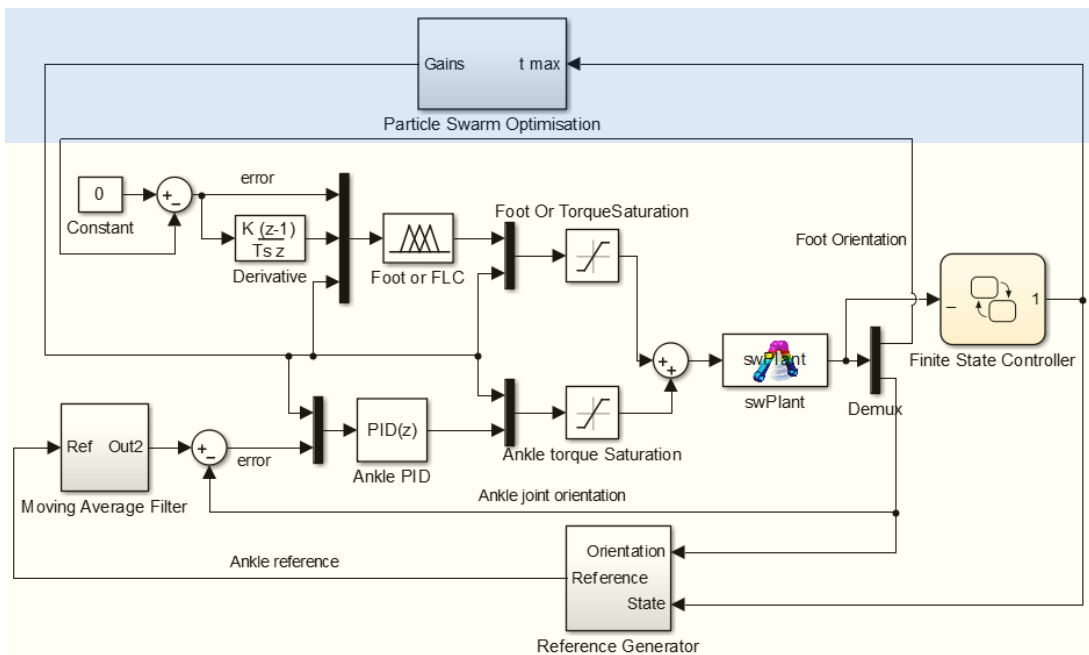 Gains
t max
Particle Swarm Optimisation
0
Constant
error
K (z-1)
Ts z
Derivative
Foot or FLC
Foot Or TorqueSaturation
Foot Orientation
1
Finite State Controller
swPlant
swPlant
Demux
Ref
Out2
Moving Average Filter
error
PID(z)
Ankle PID
Ankle torque Saturation
Ankle joint orientation
Ankle reference
Orientation
Reference
State
Reference Generator